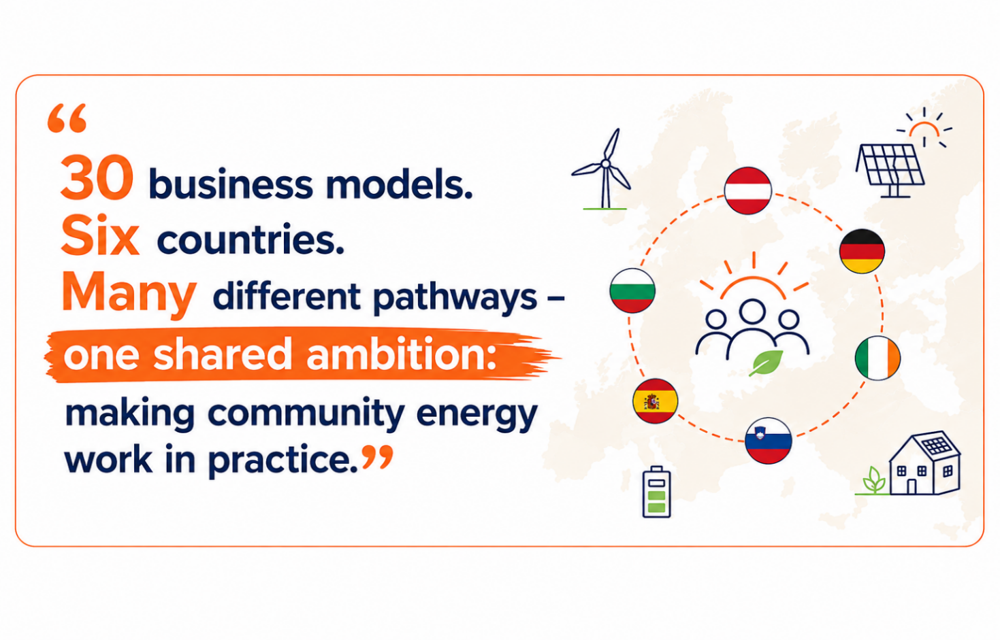 “
30 business models.
Six countries.
Many different pathways –
one shared ambition:
making community energy
work in practice.”